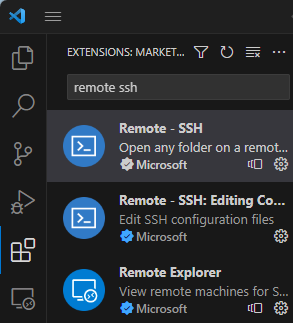 EXTENSIONS: MARKET...
remote ssh
Remote - SSH
Open any folder on a remot...
Microsoft
Remote - SSH: Editing Co...
Edit SSH configuration files
Microsoft
Remote Explorer
View remote machines for S...
Microsoft